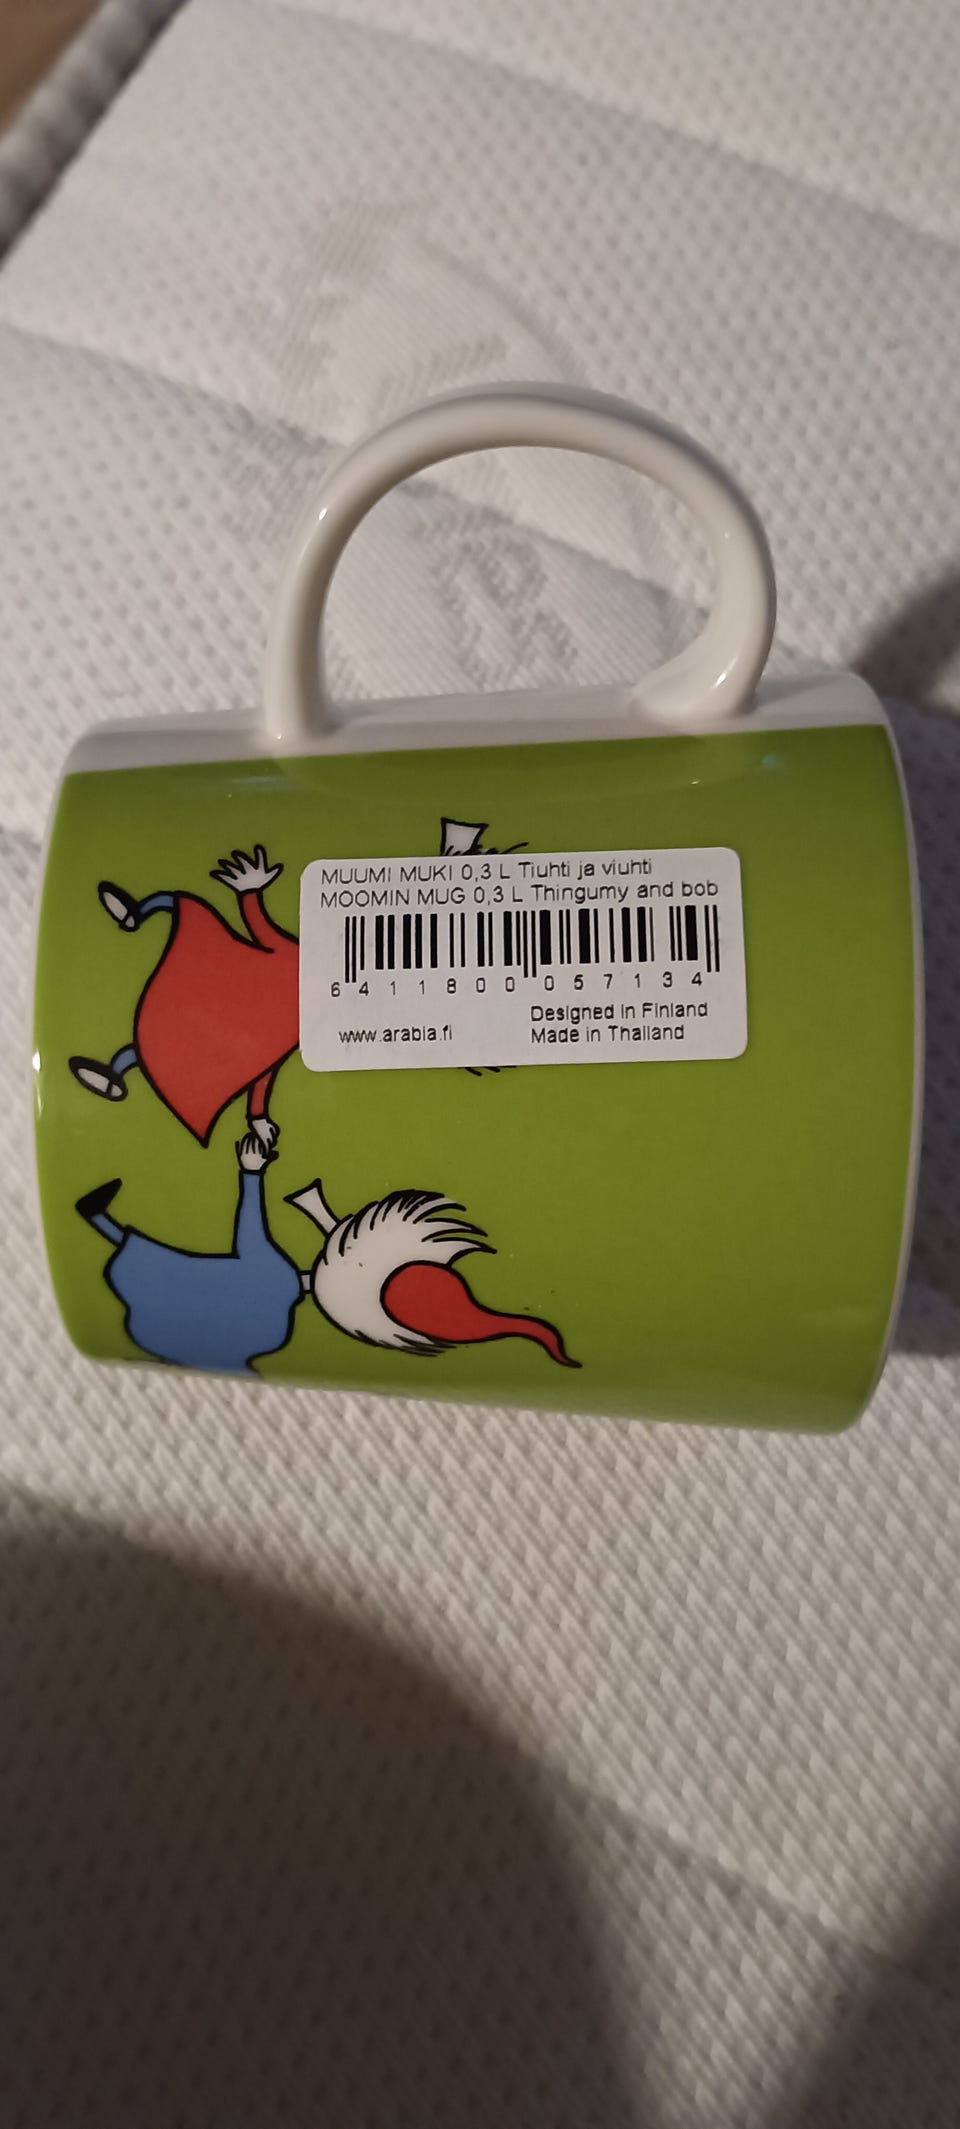 MUUMI MUKI 0,3 L Tiuhti ja viuhti
MOOMIN MUG 0,3 L Thingumy and bob
6 411800 057134
Designed in Finland
www.arabia.fi Made in Thailand